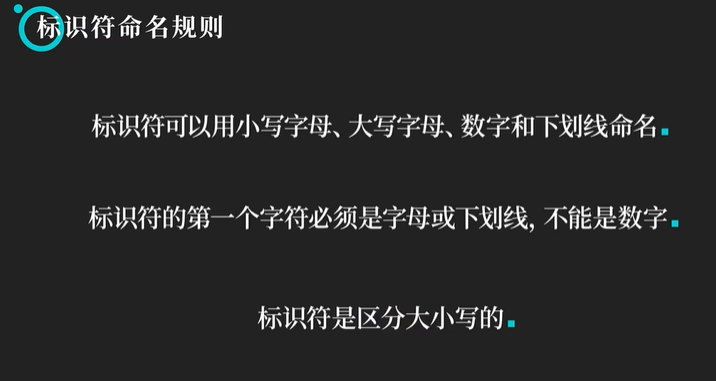 标识符命名规则
标识符可以用小写字母、大写字母、数字和下划线命名
标识符的第一个字符必须是字母或下划线, 不能是数字
标识符是区分大小写的